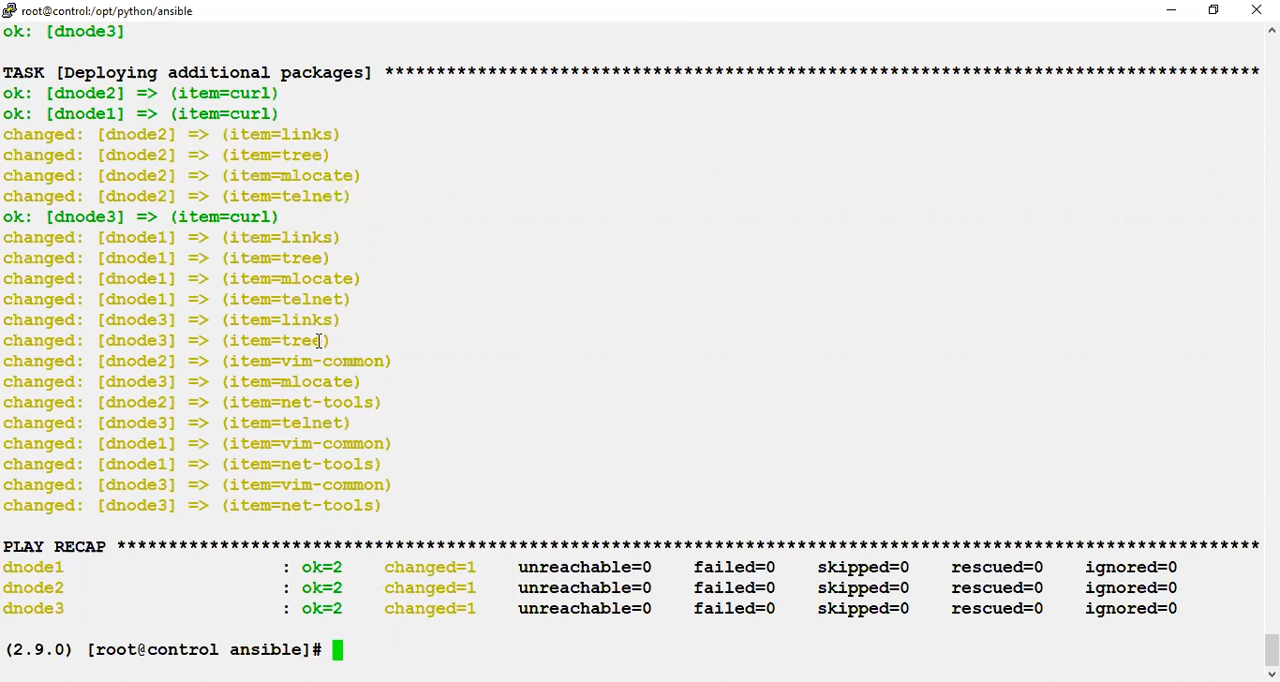 root@control:/opt/python/ansible
ok: [dnode3]
TASK [Deploying additional packages] *************************************************************************************
ok: [dnode2] => (item=curl)
ok: [dnode1] => (item=curl)
changed: [dnode2] => (item=links)
changed: [dnode2] => (item=tree)
changed: [dnode2] => (item=mlocate)
changed: [dnode2] => (item=telnet)
ok: [dnode3] => (item=curl)
changed: [dnode1] => (item=links)
changed: [dnode1] => (item=tree)
changed: [dnode1] => (item=mlocate)
changed: [dnode1] => (item=telnet)
changed: [dnode3] => (item=links)
changed: [dnode3] => (item=tree)
changed: [dnode2] => (item=vim-common)
changed: [dnode3] => (item=mlocate)
changed: [dnode2] => (item=net-tools)
changed: [dnode3] => (item=telnet)
changed: [dnode1] => (item=vim-common)
changed: [dnode1] => (item=net-tools)
changed: [dnode3] => (item=vim-common)
changed: [dnode3] => (item=net-tools)
PLAY RECAP ***************************************************************************************************************
dnode1 : ok=2 changed=1 unreachable=0 failed=0 skipped=0 rescued=0 ignored=0
dnode2 : ok=2 changed=1 unreachable=0 failed=0 skipped=0 rescued=0 ignored=0
dnode3 : ok=2 changed=1 unreachable=0 failed=0 skipped=0 rescued=0 ignored=0
(2.9.0) [root@control ansible]#